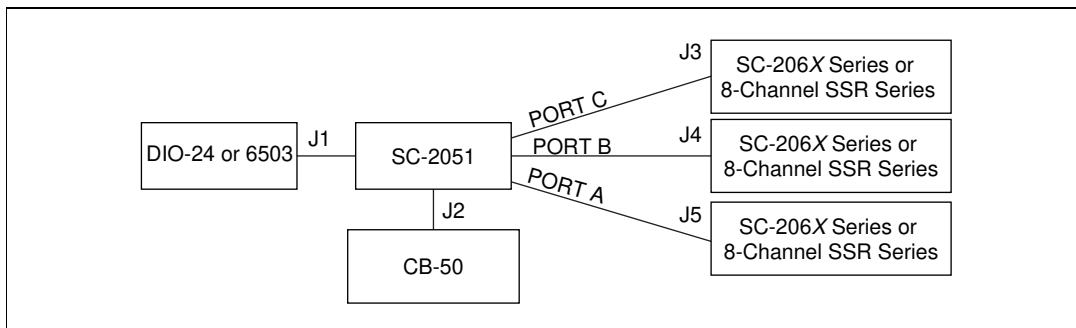 J3
SC-206X Series or
8-Channel SSR Series
PORT C
DIO-24 or 6503
J1
SC-2051
PORT B
J4
SC-206X Series or
8-Channel SSR Series
PORT A
J5
SC-206X Series or
8-Channel SSR Series
J2
CB-50